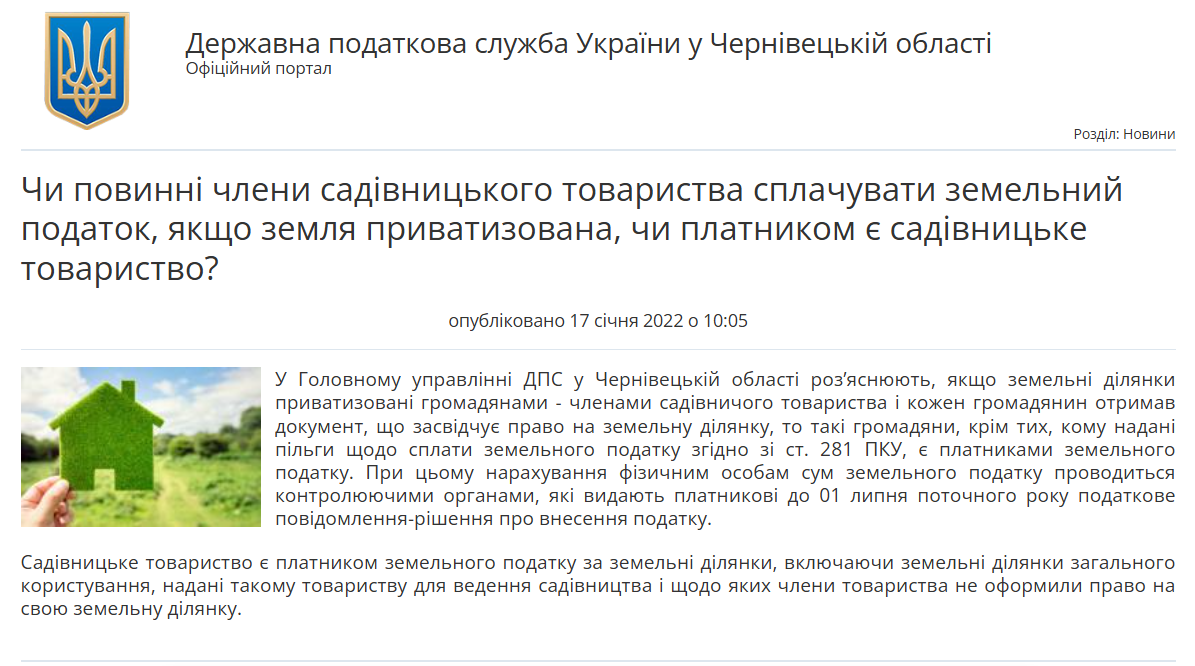 Державна податкова служба України у Чернівецькій області
Офіційний портал
Розділ: Новини
Чи повинні члени садівницького товариства сплачувати земельний
податок, якщо земля приватизована, чи платником є садівницьке
товариство?
опубліковано 17 січня 2022 о 10:05
У Головному управлінні ДПС у Чернівецькій області роз’яснюють, якщо земельні ділянки
приватизовані громадянами - членами садівничого товариства і кожен громадянин отримав
документ, що засвідчує право на земельну ділянку, то такі громадяни, крім тих, кому надані
пільги щодо сплати земельного податку згідно зі ст. 281 ПКУ, є платниками земельного
податку. При цьому нарахування фізичним особам сум земельного податку проводиться
контролюючими органами, які видають платникові до 01 липня поточного року податкове
повідомлення-рішення про внесення податку.
Садівницьке товариство є платником земельного податку за земельні ділянки, включаючи земельні ділянки загального
користування, надані такому товариству для ведення садівництва і щодо яких члени товариства не оформили право на
свою земельну ділянку.